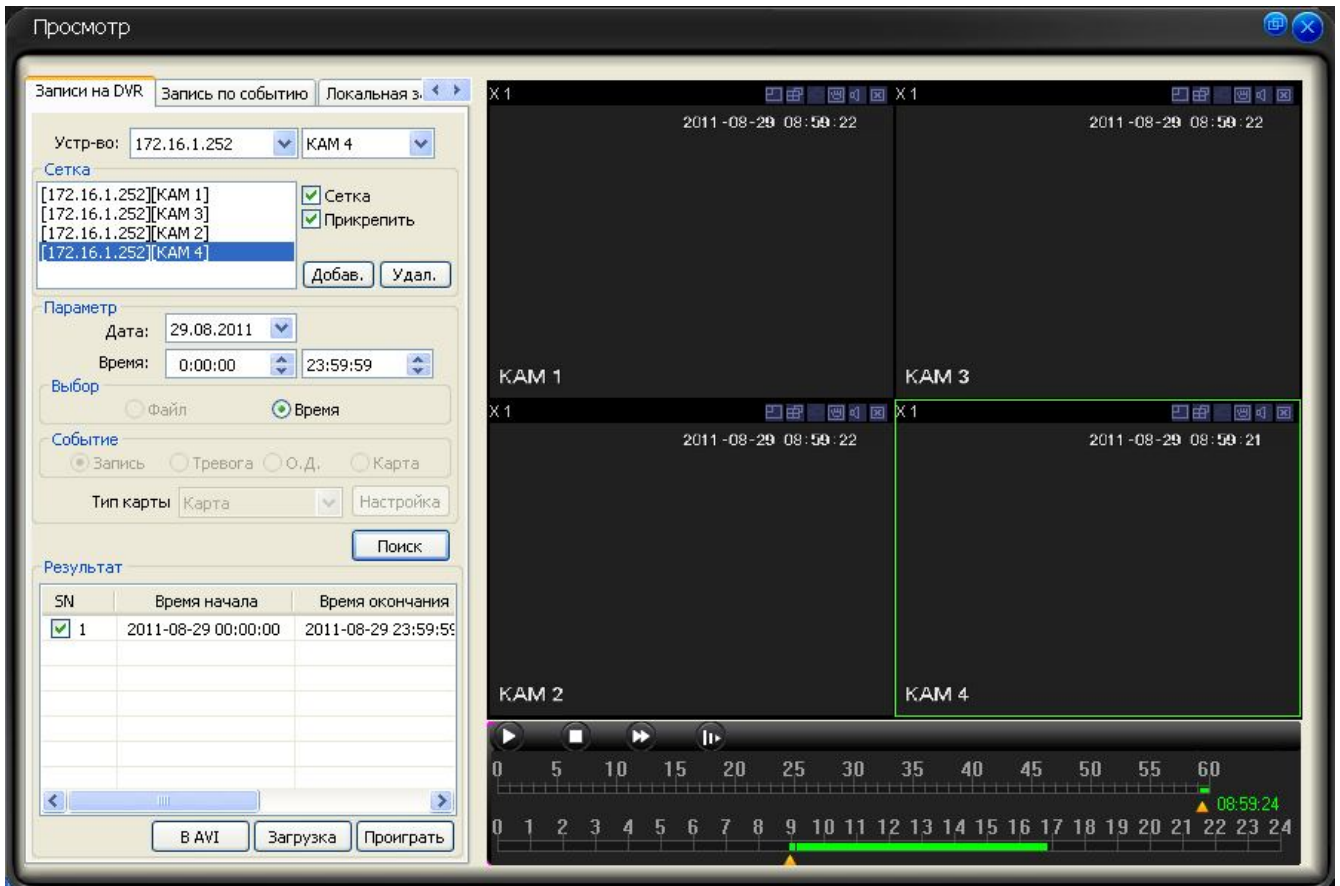 Просмотр
Записи на DVR Запись по событию Локальная з
Устр-во: 172.16.1.252 КАМ 4
Сетка
[172.16.1.252][КАМ 1]
[172.16.1.252][КАМ 3]
[172.16.1.252][КАМ 2]
[172.16.1.252][КАМ 4]
Сетка
Прикрепить
Добав. Удал.
Параметр
Дата: 29.08.2011
Время: 0:00:00 23:59:59
Выбор
Файл Время
Событие
Запись Тревога О.Д. Карта
Тип карты Карта Настройка
Поиск
Результат
SN Время начала Время окончания
1 2011-08-29 00:00:00 2011-08-29 23:59:59
В AVI Загрузка Проиграть
X 1
2011-08-29 08:59:22
КАМ 1
X 1
2011-08-29 08:59:22
КАМ 3
X 1
2011-08-29 08:59:22
КАМ 2
X 1
2011-08-29 08:59:21
КАМ 4
0 5 10 15 20 25 30 35 40 45 50 55 60
08:59:24
0 1 2 3 4 5 6 7 8 9 10 11 12 13 14 15 16 17 18 19 20 21 22 23 24